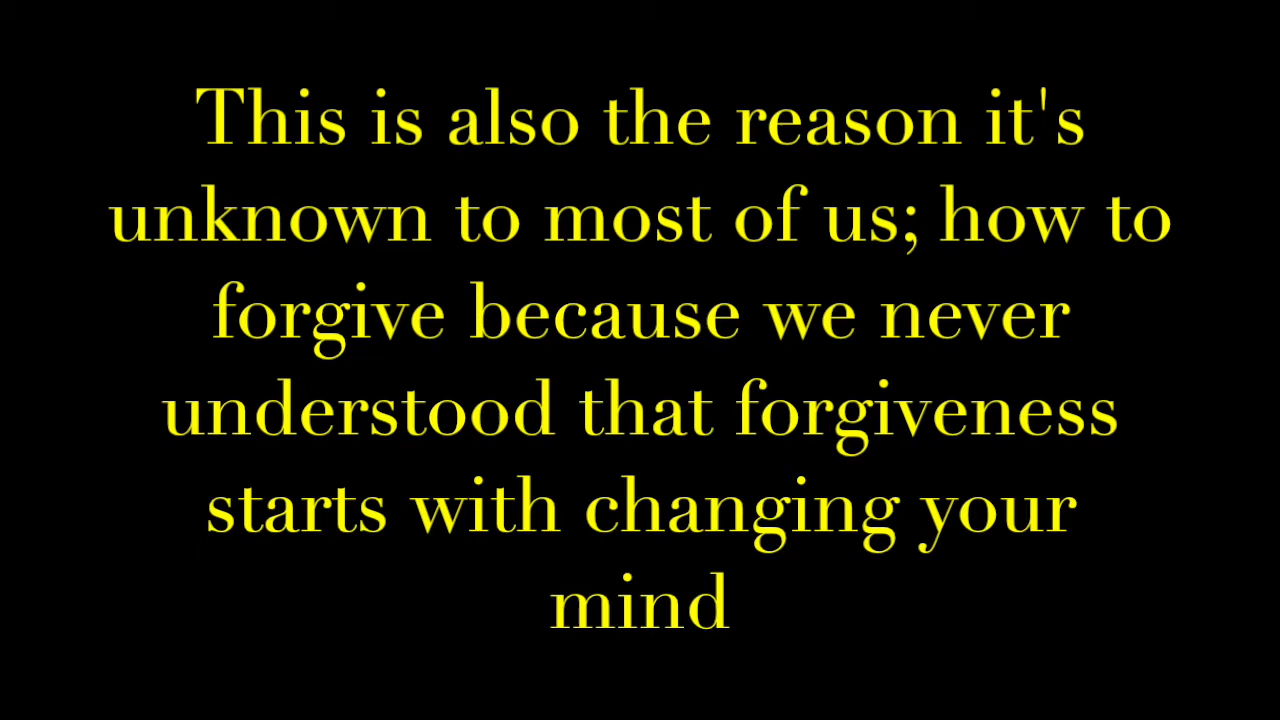 This is also the reason it's
unknown to most of us; how to
forgive because we never
understood that forgiveness
starts with changing your
mind